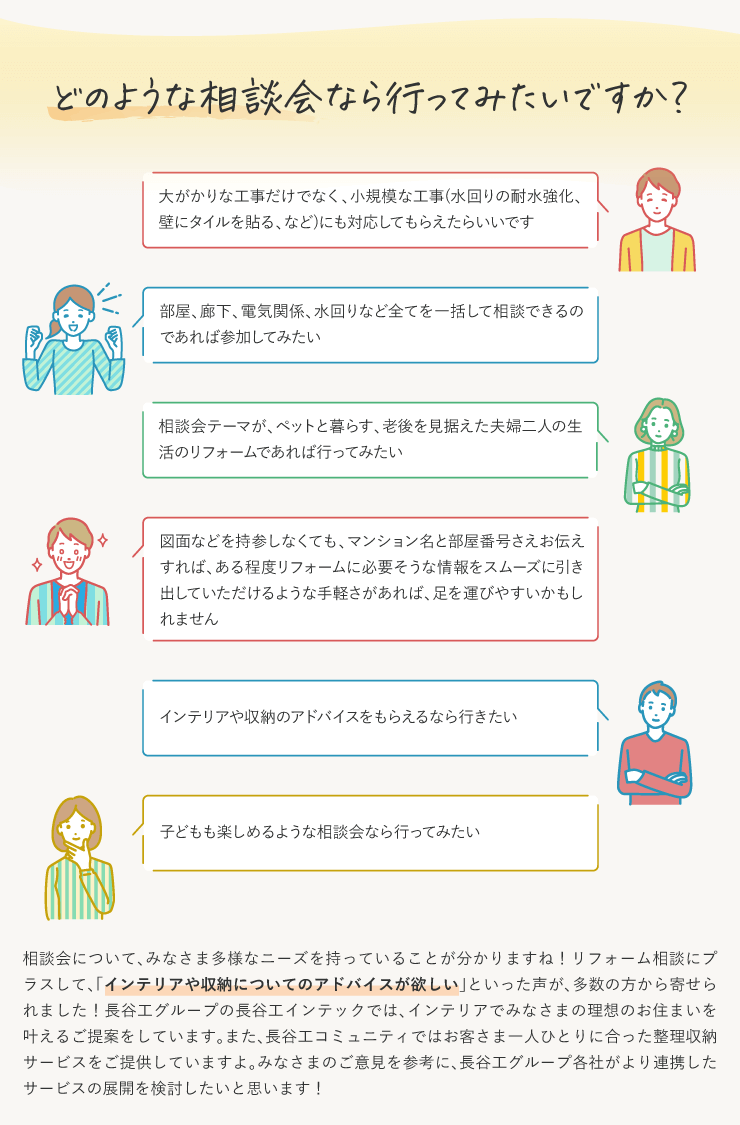 どのような相談会なら行ってみたいですか?
大がかりな工事だけでなく、小規模な工事(水回りの耐水強化、
壁にタイルを貼る、など)にも対応してもらえたらいいです
部屋、廊下、電気関係、水回りなど全てを一括して相談できるの
であれば参加してみたい
相談会テーマが、ペットと暮らす、老後を見据えた夫婦二人の生
活のリフォームであれば行ってみたい
図面などを持参しなくても、マンション名と部屋番号さえお伝え
すれば、ある程度リフォームに必要そうな情報をスムーズに引き
出していただけるような手軽さがあれば、足を運びやすいかもし
れません
インテリアや収納のアドバイスをもらえるなら行きたい
子どもも楽しめるような相談会なら行ってみたい
相談会について、みなさま多様なニーズを持っていることが分かりますね！リフォーム相談にプ
ラスして、「インテリアや収納についてのアドバイスが欲しい」といった声が、多数の方から寄せら
れました！長谷工グループの長谷工インテックでは、インテリアでみなさまの理想のお住まいを
叶えるご提案をしています。また、長谷工コミュニティではお客さま一人ひとりに合った整理収納
サービスをご提供していますよ。みなさまのご意見を参考に、長谷工グループ各社がより連携した
サービスの展開を検討したいと思います！